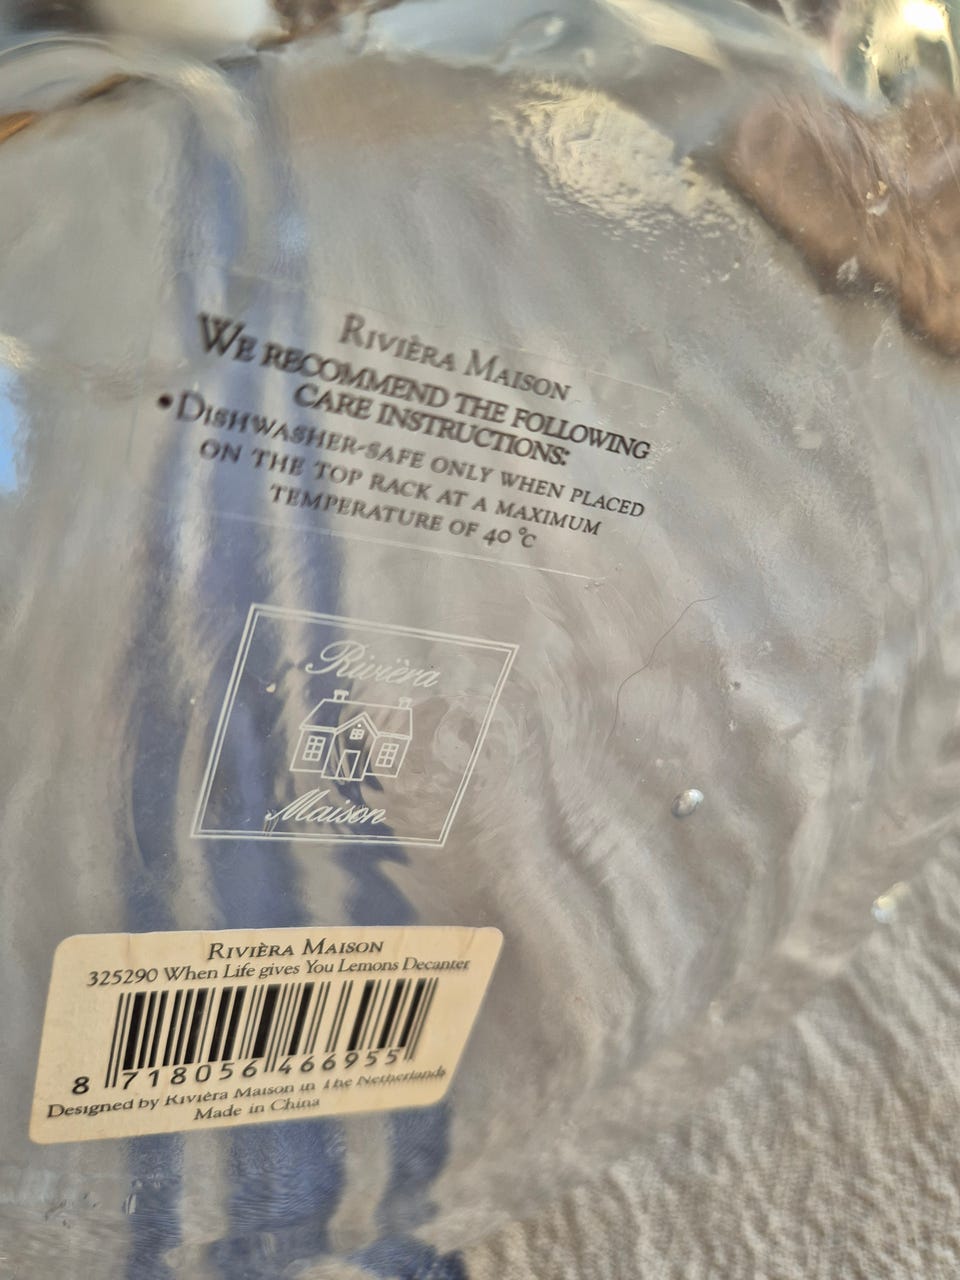 RIVIÈRA MAISON
WE RECOMMEND THE FOLLOWING
CARE INSTRUCTIONS:
• DISHWASHER-SAFE ONLY WHEN PLACED
ON THE TOP RACK AT A MAXIMUM
TEMPERATURE OF 40 °C
Rivièra
Maison
RIVIÈRA MAISON
325290 When Life gives You Lemons Decanter
8 718056 466955
Designed by Rivièra Maison in The Netherlands
Made in China